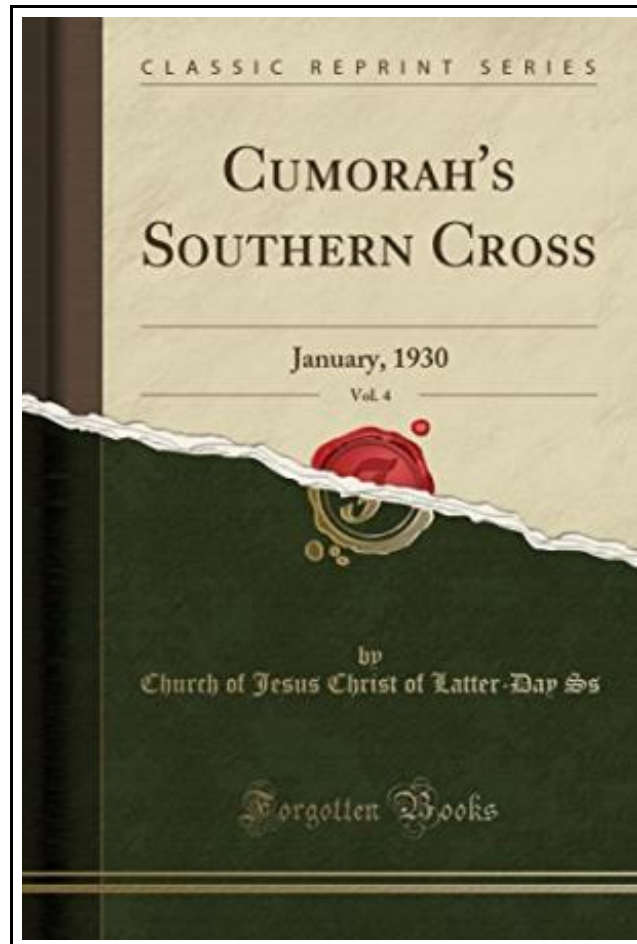 CLASSIC REPRINT SERIES
CUMORAH'S
SOUTHERN CROSS
January, 1930
Vol. 4
by
Church of Jesus Christ of Latter-Day Ss
Forgotten Books